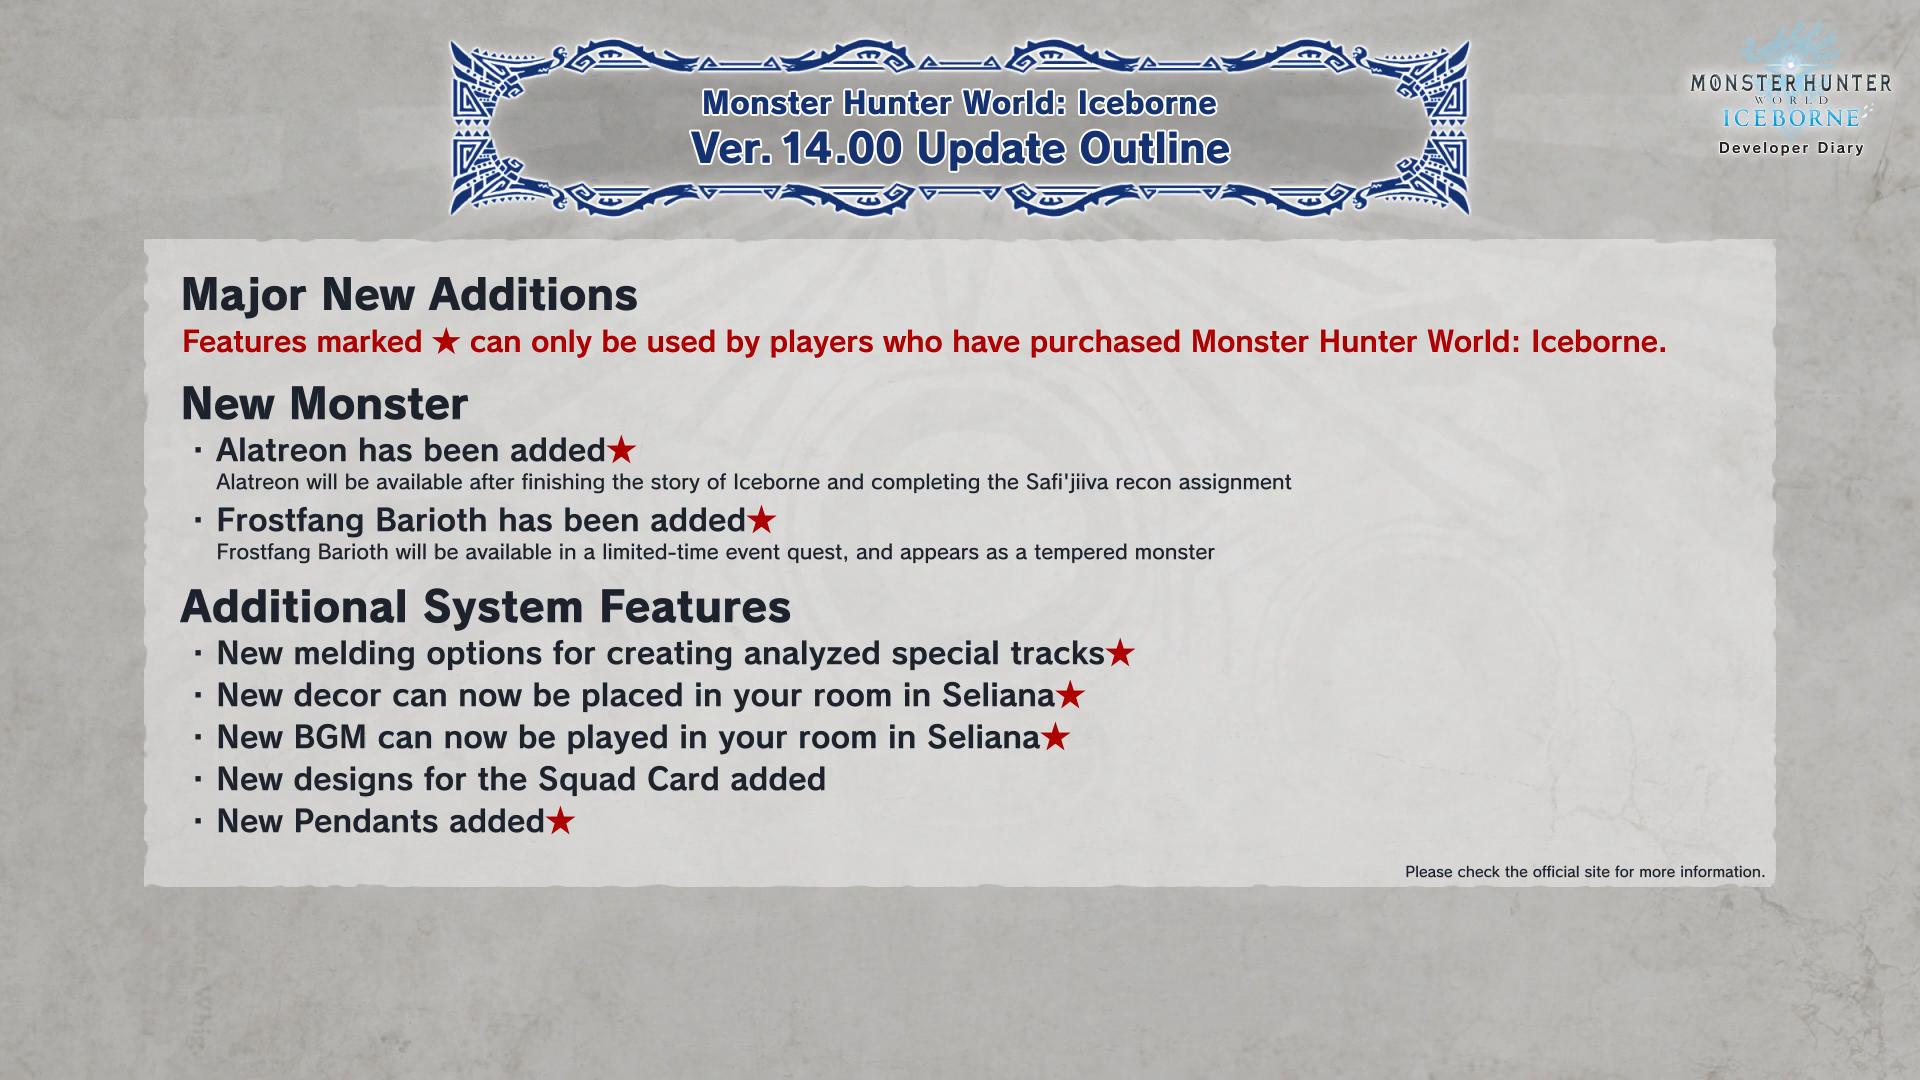 Monster Hunter World: Iceborne
Ver. 14.00 Update Outline
MONSTER HUNTER
WORLD
ICEBORNE
Developer Diary
Major New Additions
Features marked ★ can only be used by players who have purchased Monster Hunter World: Iceborne.
New Monster
· Alatreon has been added★
Alatreon will be available after finishing the story of Iceborne and completing the Safi'jiiva recon assignment
· Frostfang Barioth has been added★
Frostfang Barioth will be available in a limited-time event quest, and appears as a tempered monster
Additional System Features
· New melding options for creating analyzed special tracks★
· New decor can now be placed in your room in Seliana★
· New BGM can now be played in your room in Seliana★
· New designs for the Squad Card added
· New Pendants added★
Please check the official site for more information.